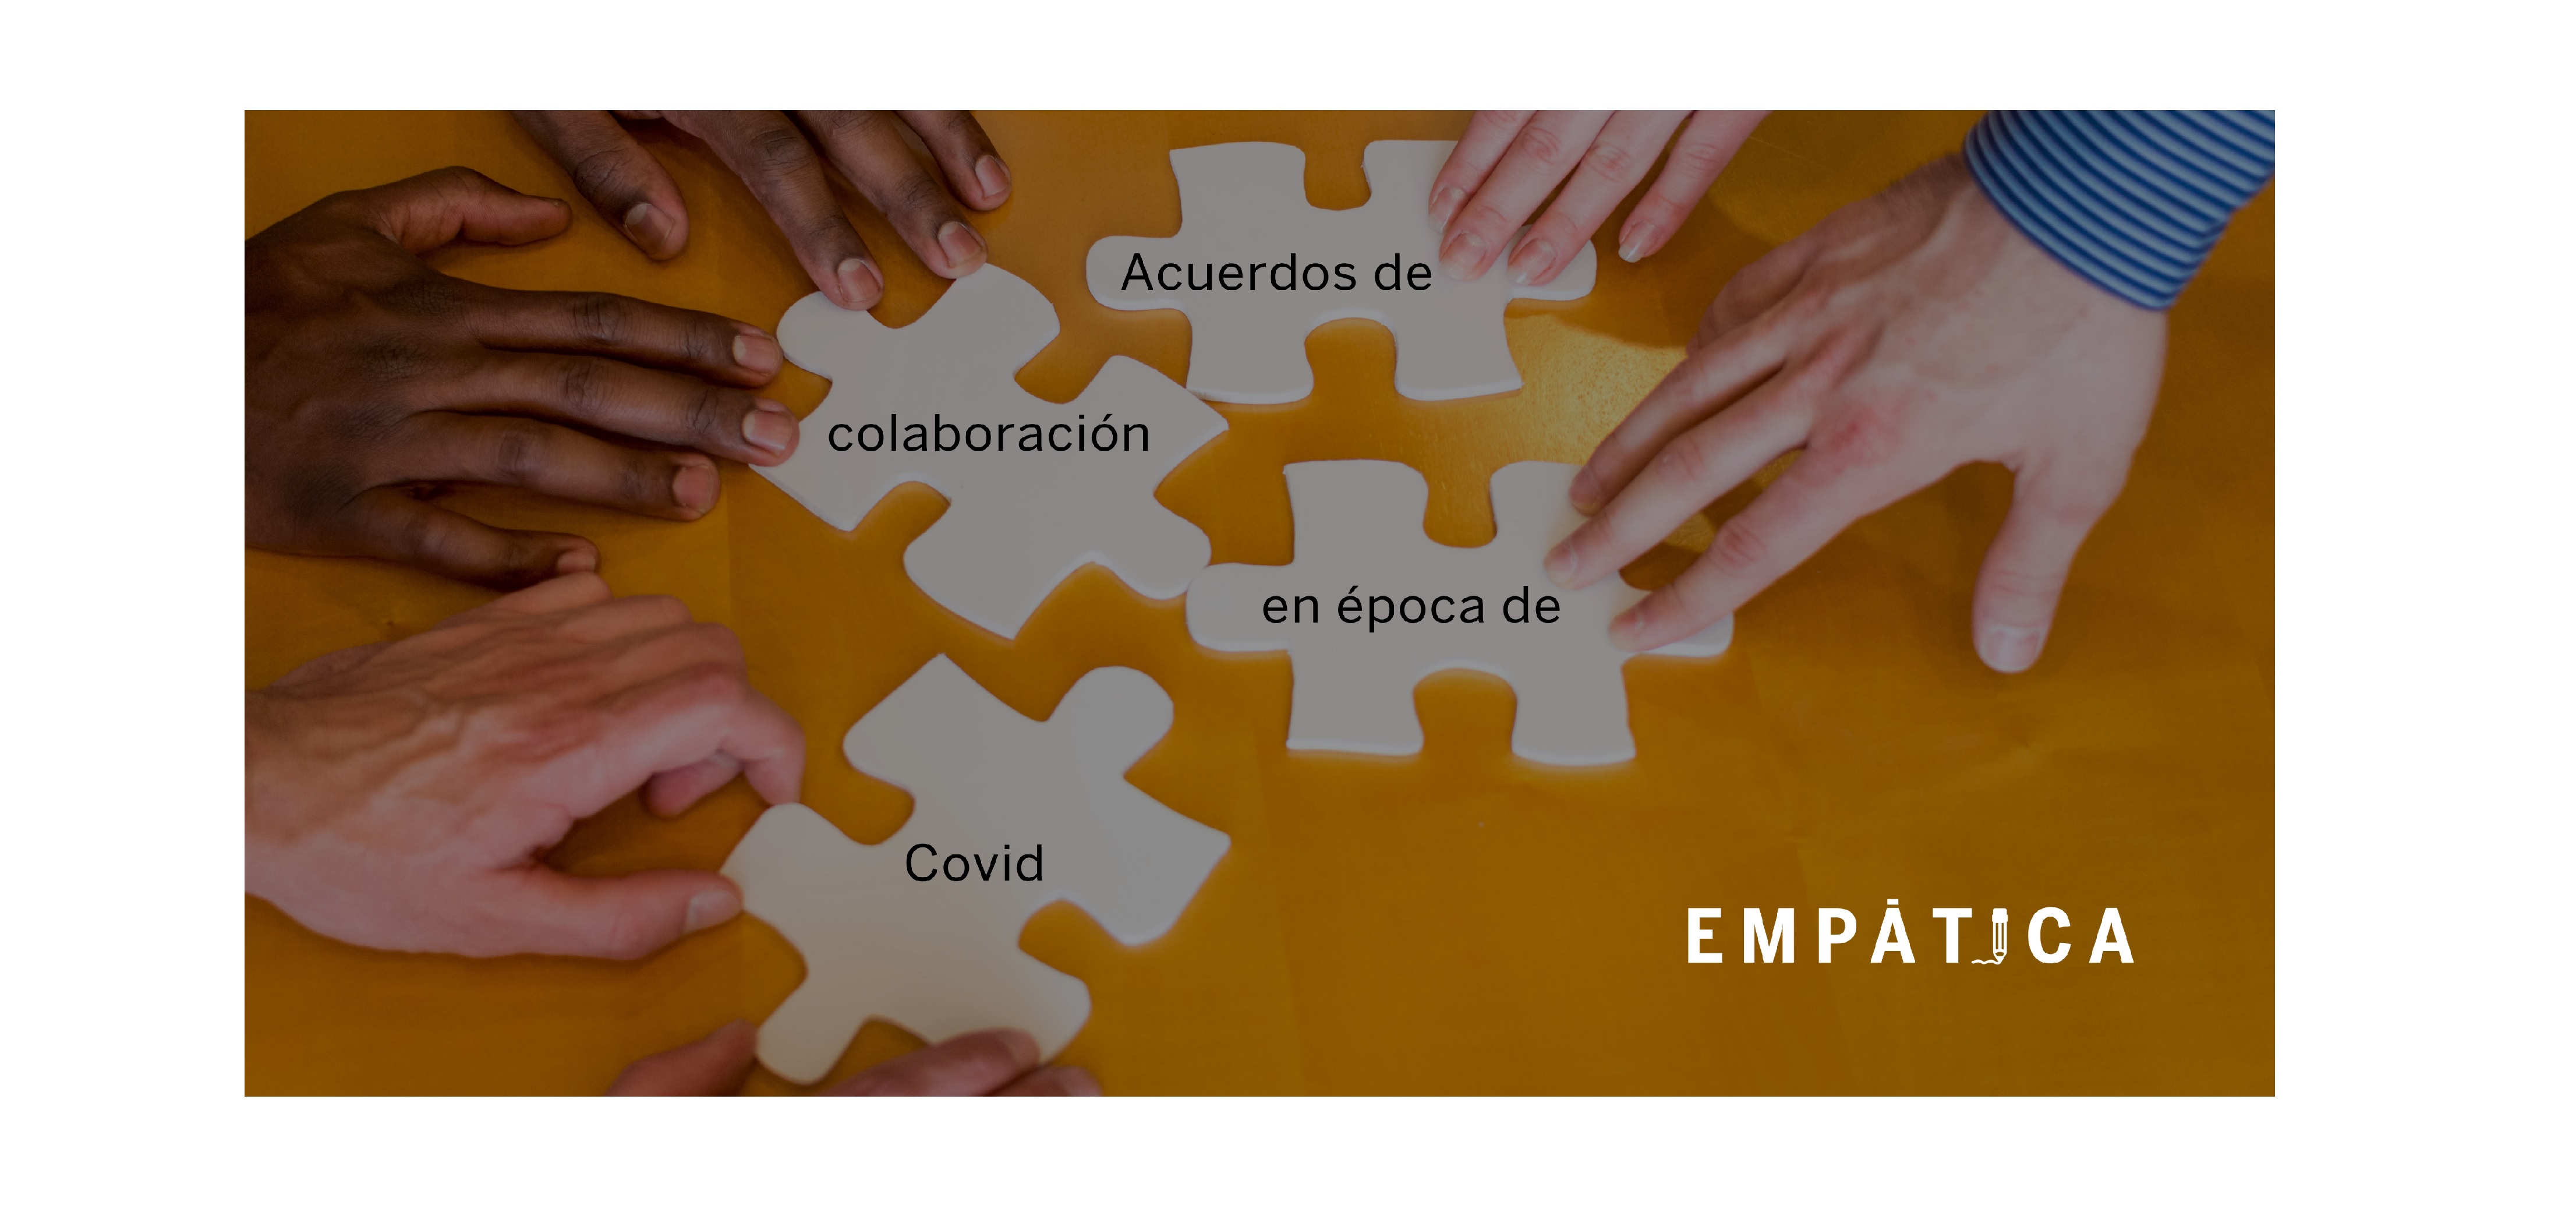 Acuerdos de
colaboración
en época de
Covid
EMPÁTICA